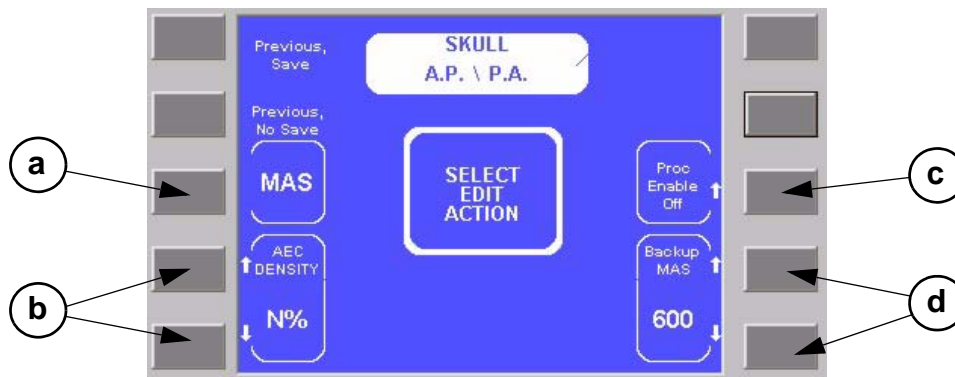 Previous,
Save
SKULL
A.P. \ P.A.
Previous,
No Save
a
MAS
SELECT
EDIT
ACTION
Proc
Enable
Off
c
AEC
DENSITY
N%
b
Backup
MAS
600
d